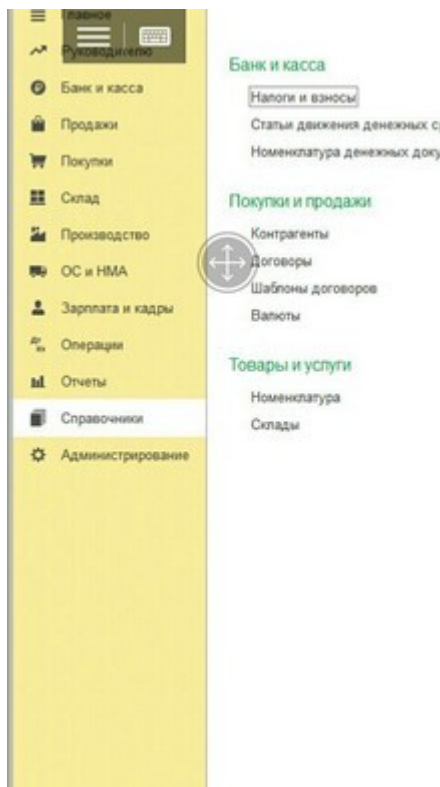 Главное
Руководителю
Банк и касса
Продажи
Покупки
Склад
Производство
ОС и НМА
Зарплата и кадры
Операции
Отчеты
Справочники
Администрирование
Банк и касса
Налоги и взносы
Статьи движения денежных с
Номенклатура денежных доку
Покупки и продажи
Контрагенты
Договоры
Шаблоны договоров
Валюты
Товары и услуги
Номенклатура
Склады